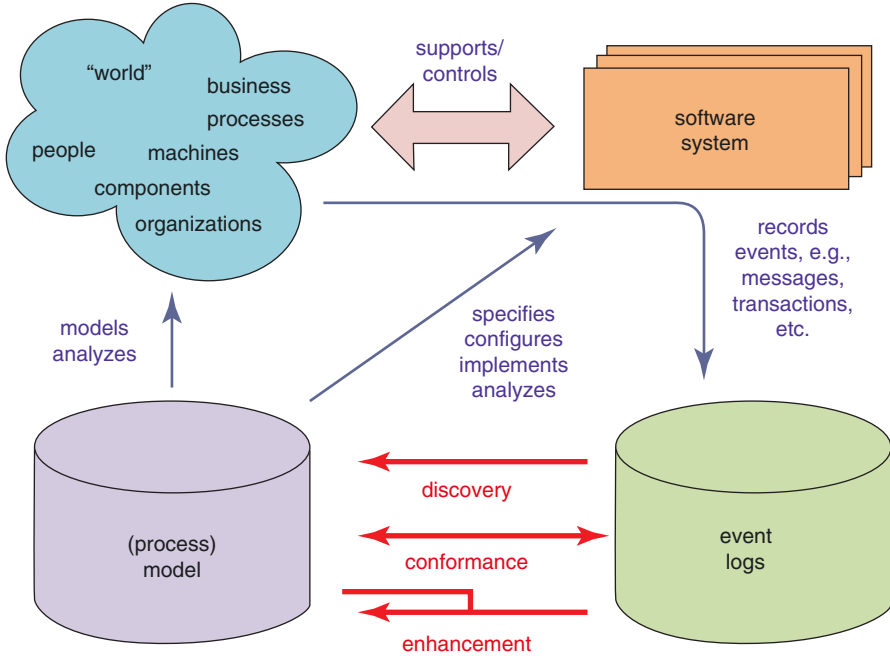 “world”
business
processes
people
machines
components
organizations
supports/
controls
software
system
records
events, e.g.,
messages,
transactions,
etc.
models
analyzes
specifies
configures
implements
analyzes
(process)
model
discovery
conformance
enhancement
event
logs